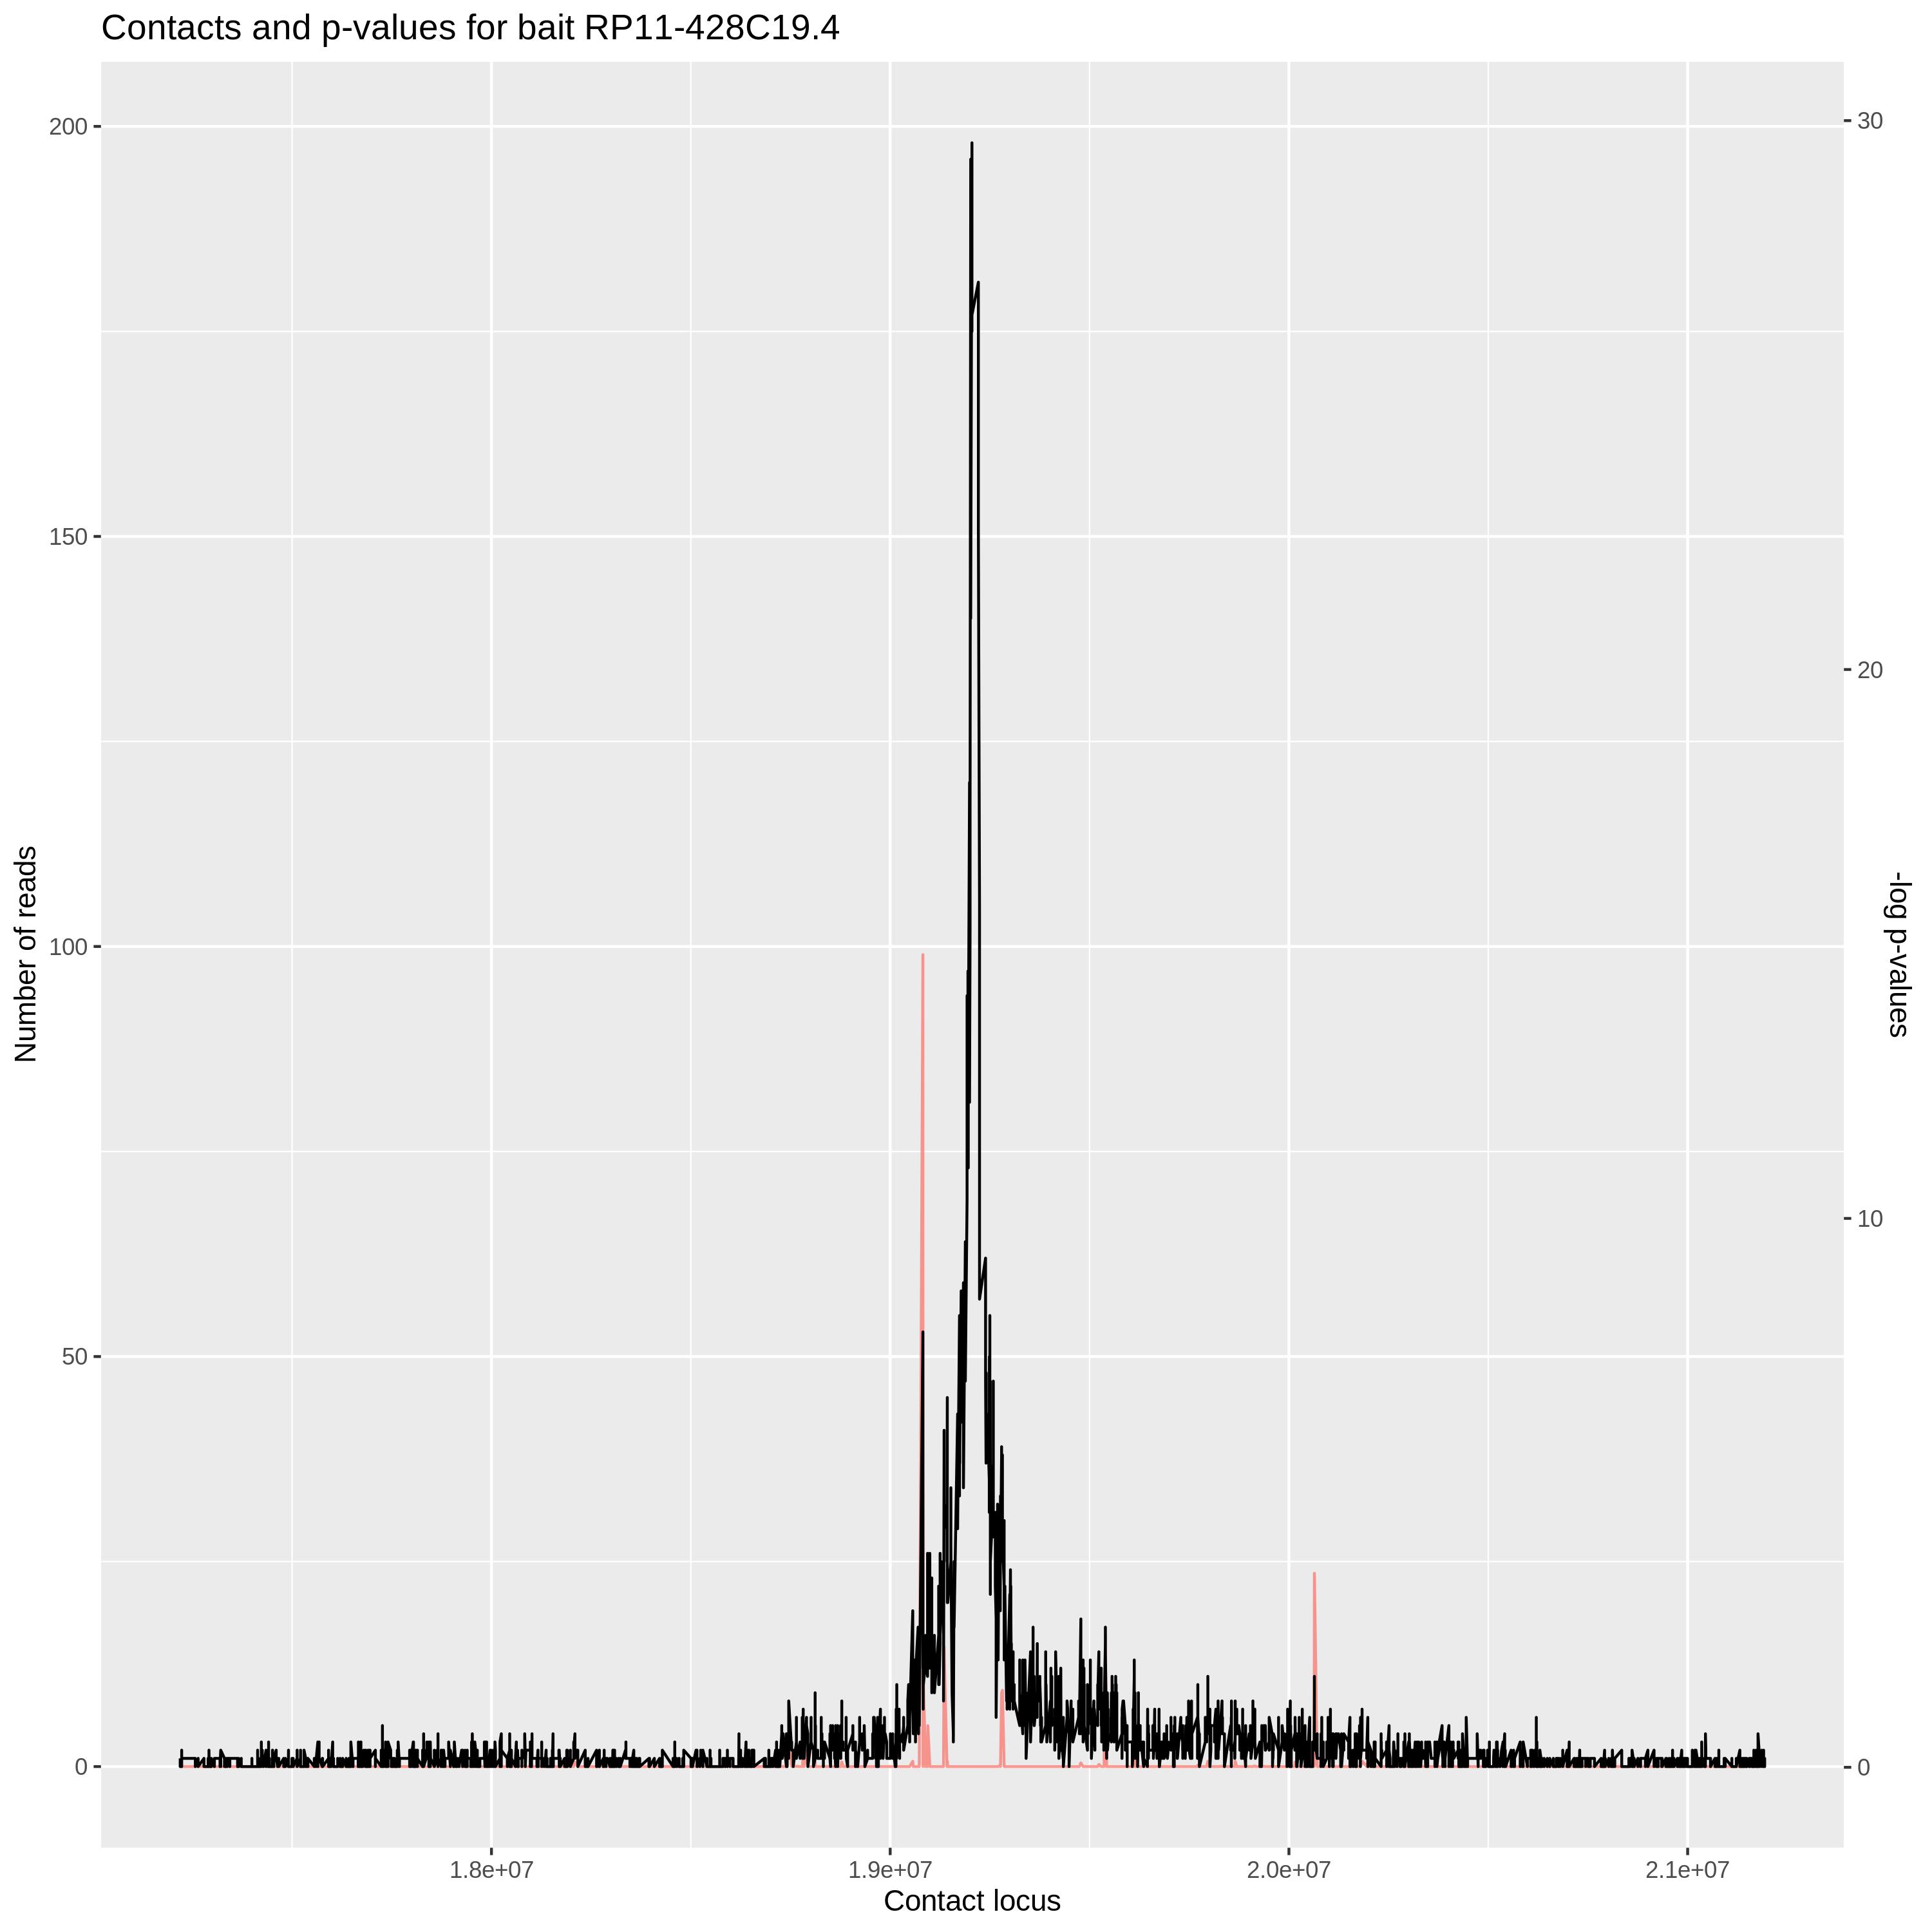 Contacts and p-values for bait RP11-428C19.4
200
150
100
50
0
Number of reads
30
20
10
0
-log p-values
1.8e+07
1.9e+07
2.0e+07
2.1e+07
Contact locus